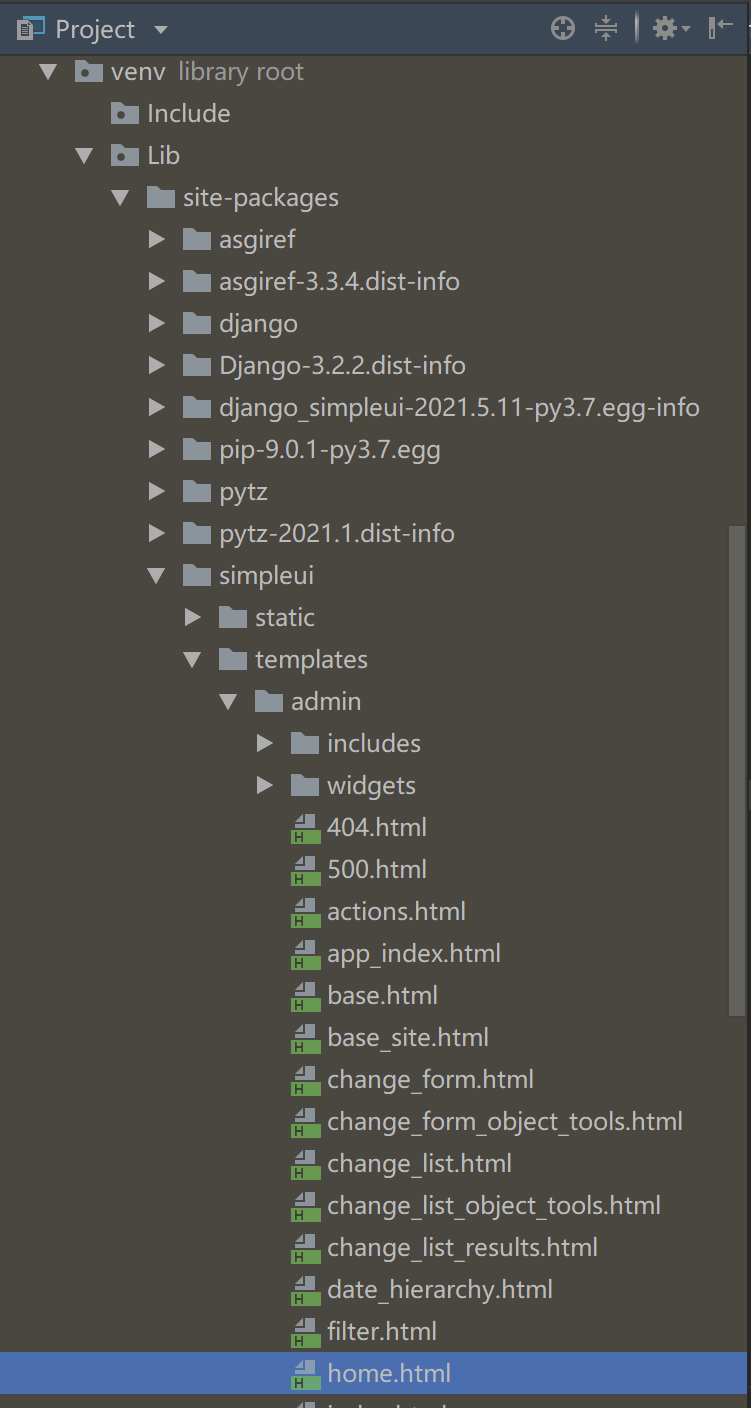 Project
venv library root
Include
Lib
site-packages
asgiref
asgiref-3.3.4.dist-info
django
Django-3.2.2.dist-info
django_simpleui-2021.5.11-py3.7.egg-info
pip-9.0.1-py3.7.egg
pytz
pytz-2021.1.dist-info
simpleui
static
templates
admin
includes
widgets
H 404.html
H 500.html
H actions.html
H app_index.html
H base.html
H base_site.html
H change_form.html
H change_form_object_tools.html
H change_list.html
H change_list_object_tools.html
H change_list_results.html
H date_hierarchy.html
H filter.html
H home.html